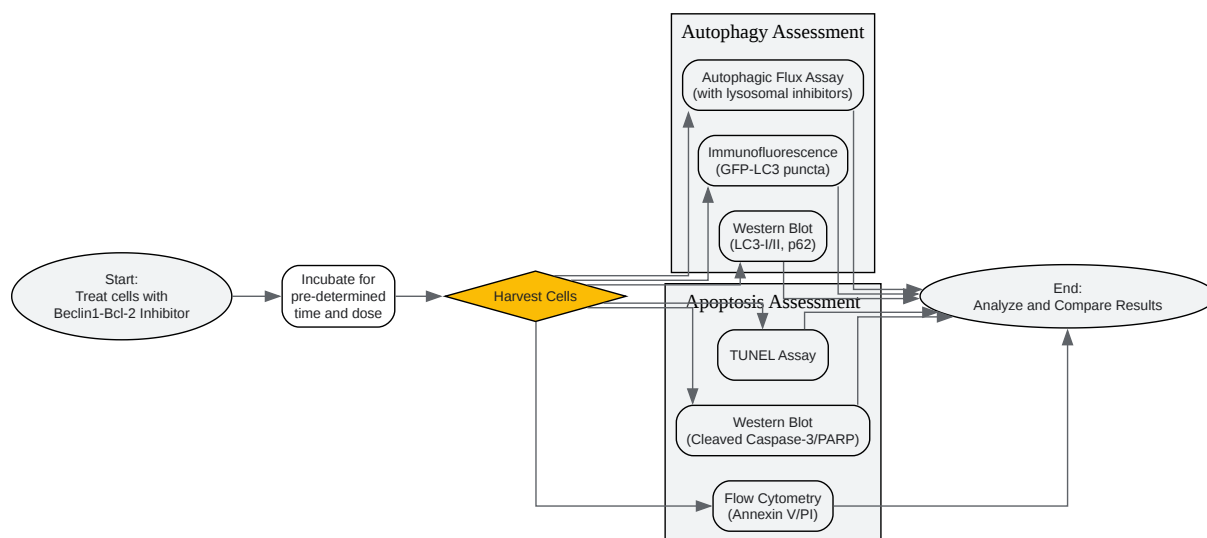 Autophagy Assessment
Autophagic Flux Assay
(with lysosomal inhibitors)
Immunofluorescence
(GFP-LC3 puncta)
Western Blot
(LC3-I/II, p62)
Start:
Treat cells with
Beclin1-Bcl-2 Inhibitor
Incubate for
pre-determined
time and dose
Harvest Cells
End:
Analyze and Compare Results
Apoptosis Assessment
TUNEL Assay
Western Blot
(Cleaved Caspase-3/PARP)
Flow Cytometry
(Annexin V/PI)